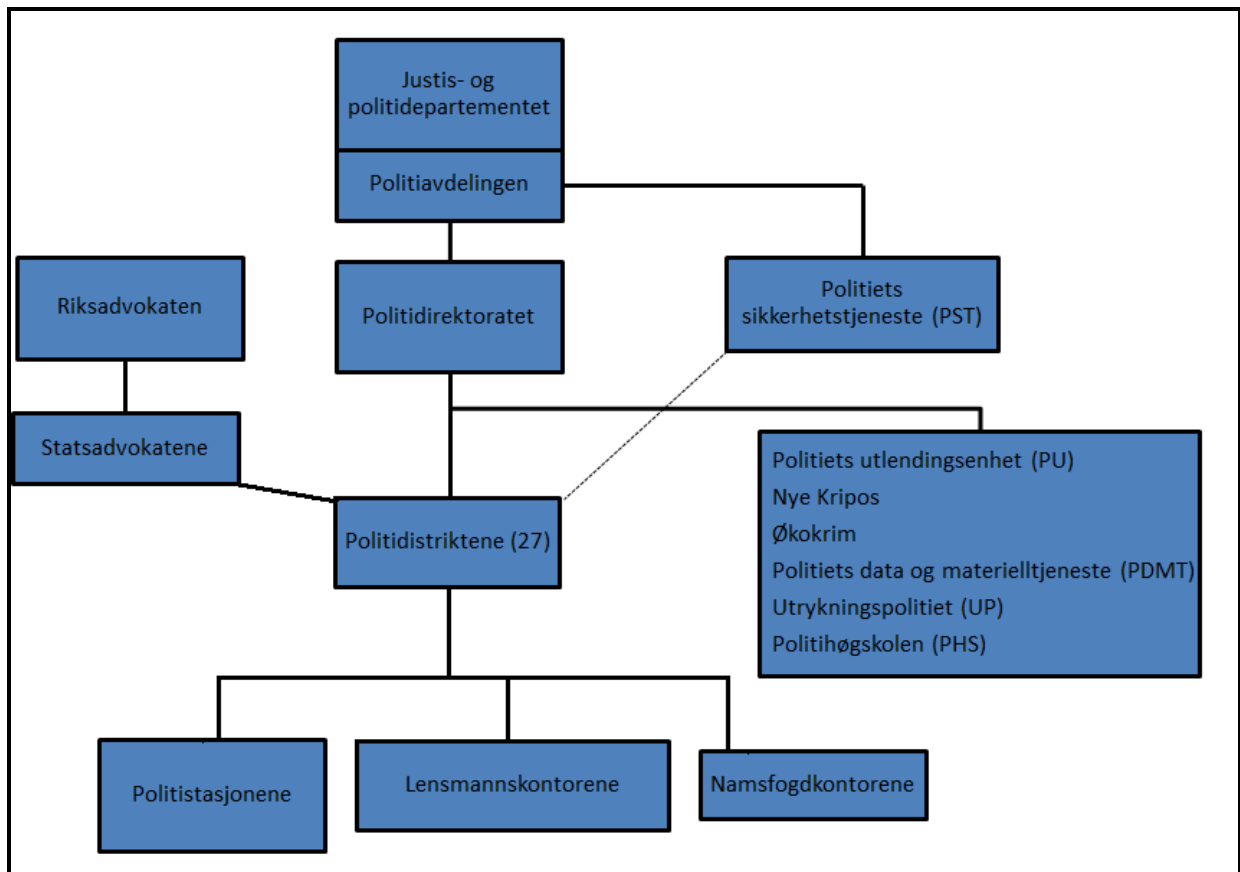 Justis- og
politidepartementet
Politiavdelingen
Riksadvokaten
Politidirektoratet
Politiets
sikkerhetstjeneste (PST)
Statsadvokatene
Politiets utlendingsenhet (PU)
Nye Kripos
Økokrim
Politiets data og materielltjeneste (PDMT)
Utrykningspolitiet (UP)
Politihøgskolen (PHS)
Politidistriktene (27)
Politistasjonene
Lensmannskontorene
Namsfogdkontorene